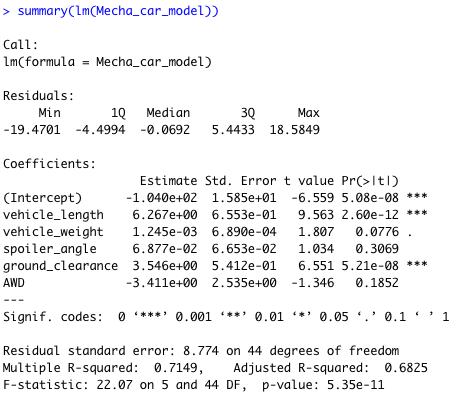 > summary(lm(Mecha_car_model))
Call:
lm(formula = Mecha_car_model)
Residuals:
Min 1Q Median 3Q Max
-19.4701 -4.4994 -0.0692 5.4433 18.5849
Coefficients:
Estimate Std. Error t value Pr(>|t|)
(Intercept) -1.040e+02 1.585e+01 -6.559 5.08e-08 ***
vehicle_length 6.267e+00 6.553e-01 9.563 2.60e-12 ***
vehicle_weight 1.245e-03 6.890e-04 1.807 0.0776 .
spoiler_angle 6.877e-02 6.653e-02 1.034 0.3069
ground_clearance 3.546e+00 5.412e-01 6.551 5.21e-08 ***
AWD -3.411e+00 2.535e+00 -1.346 0.1852
---
Signif. codes: 0 ‘***’ 0.001 ‘**’ 0.01 ‘*’ 0.05 ‘.’ 0.1 ‘ ’ 1
Residual standard error: 8.774 on 44 degrees of freedom
Multiple R-squared: 0.7149, Adjusted R-squared: 0.6825
F-statistic: 22.07 on 5 and 44 DF, p-value: 5.35e-11